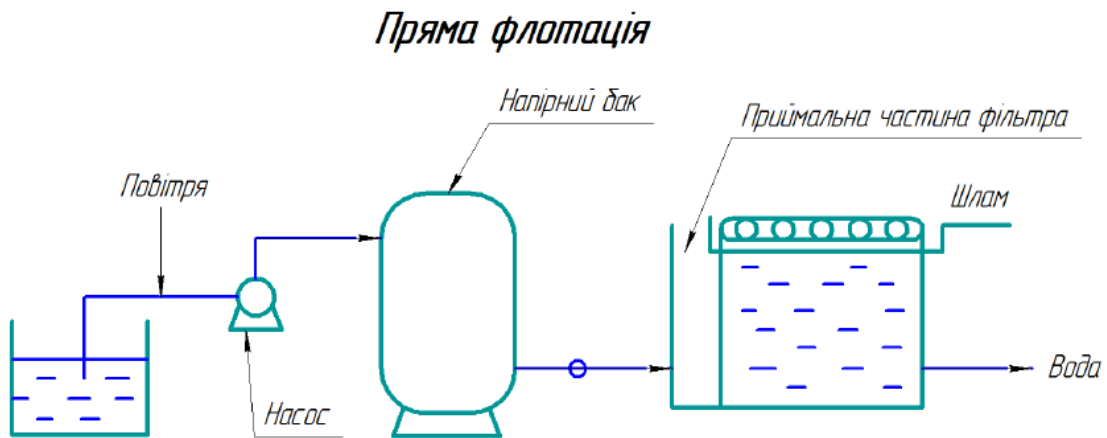 Пряма флотація
Напірний бак
Приймальна частина фільтра
Повітря
Шлам
Вода
Насос